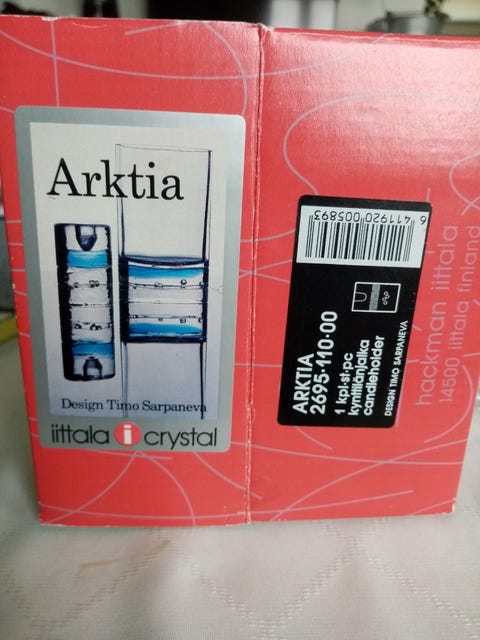 Arktia
Design Timo Sarpaneva
iittala i crystal
6 411920 005893
ARKTIA
2695-110-00
1 kpl·st·pc
kynttilänjalka
candleholder
DESIGN TIMO SARPANEVA
hackman iittala
14500 iittala finland